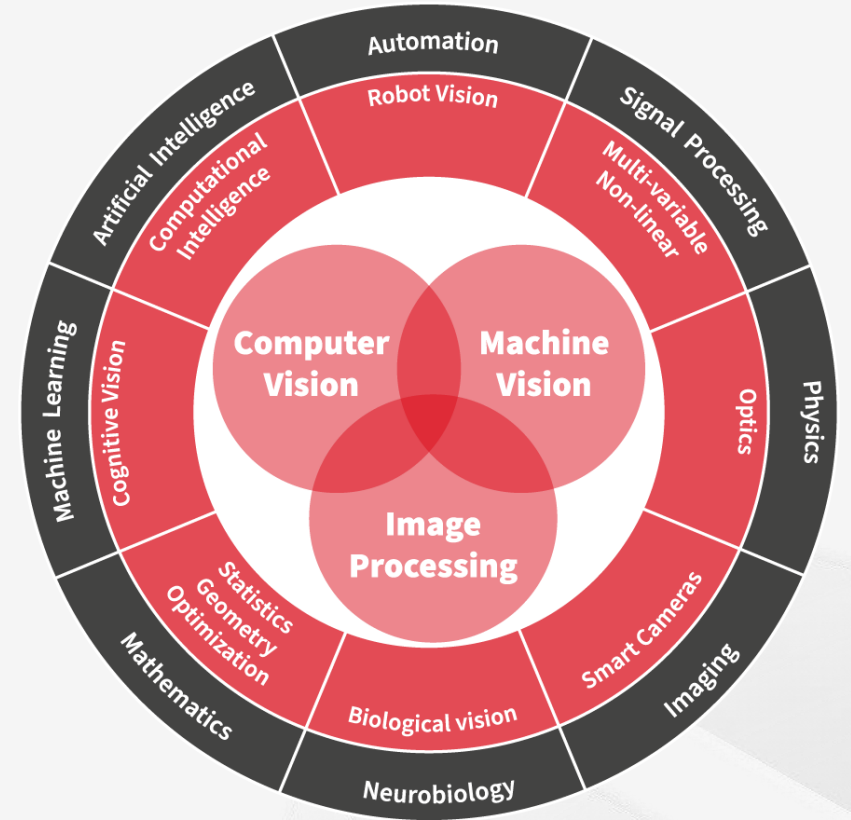 Automation
Robot Vision
Signal Processing
Multi-variable
Non-linear
Physics
Optics
Imaging
Smart Cameras
Neurobiology
Biological vision
Mathematics
Statistics
Geometry
Optimization
Machine Learning
Cognitive Vision
Artificial Intelligence
Computational
Intelligence
Computer
Vision
Machine
Vision
Image
Processing